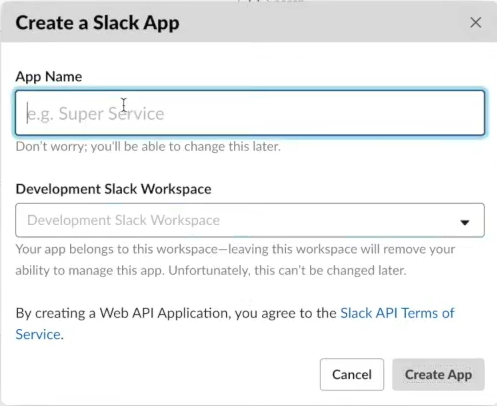 Create a Slack App
App Name
e.g. Super Service
Don't worry; you'll be able to change this later.
Development Slack Workspace
Development Slack Workspace
Your app belongs to this workspace—leaving this workspace will remove your
ability to manage this app. Unfortunately, this can't be changed later.
By creating a Web API Application, you agree to the Slack API Terms of
Service.
Cancel Create App